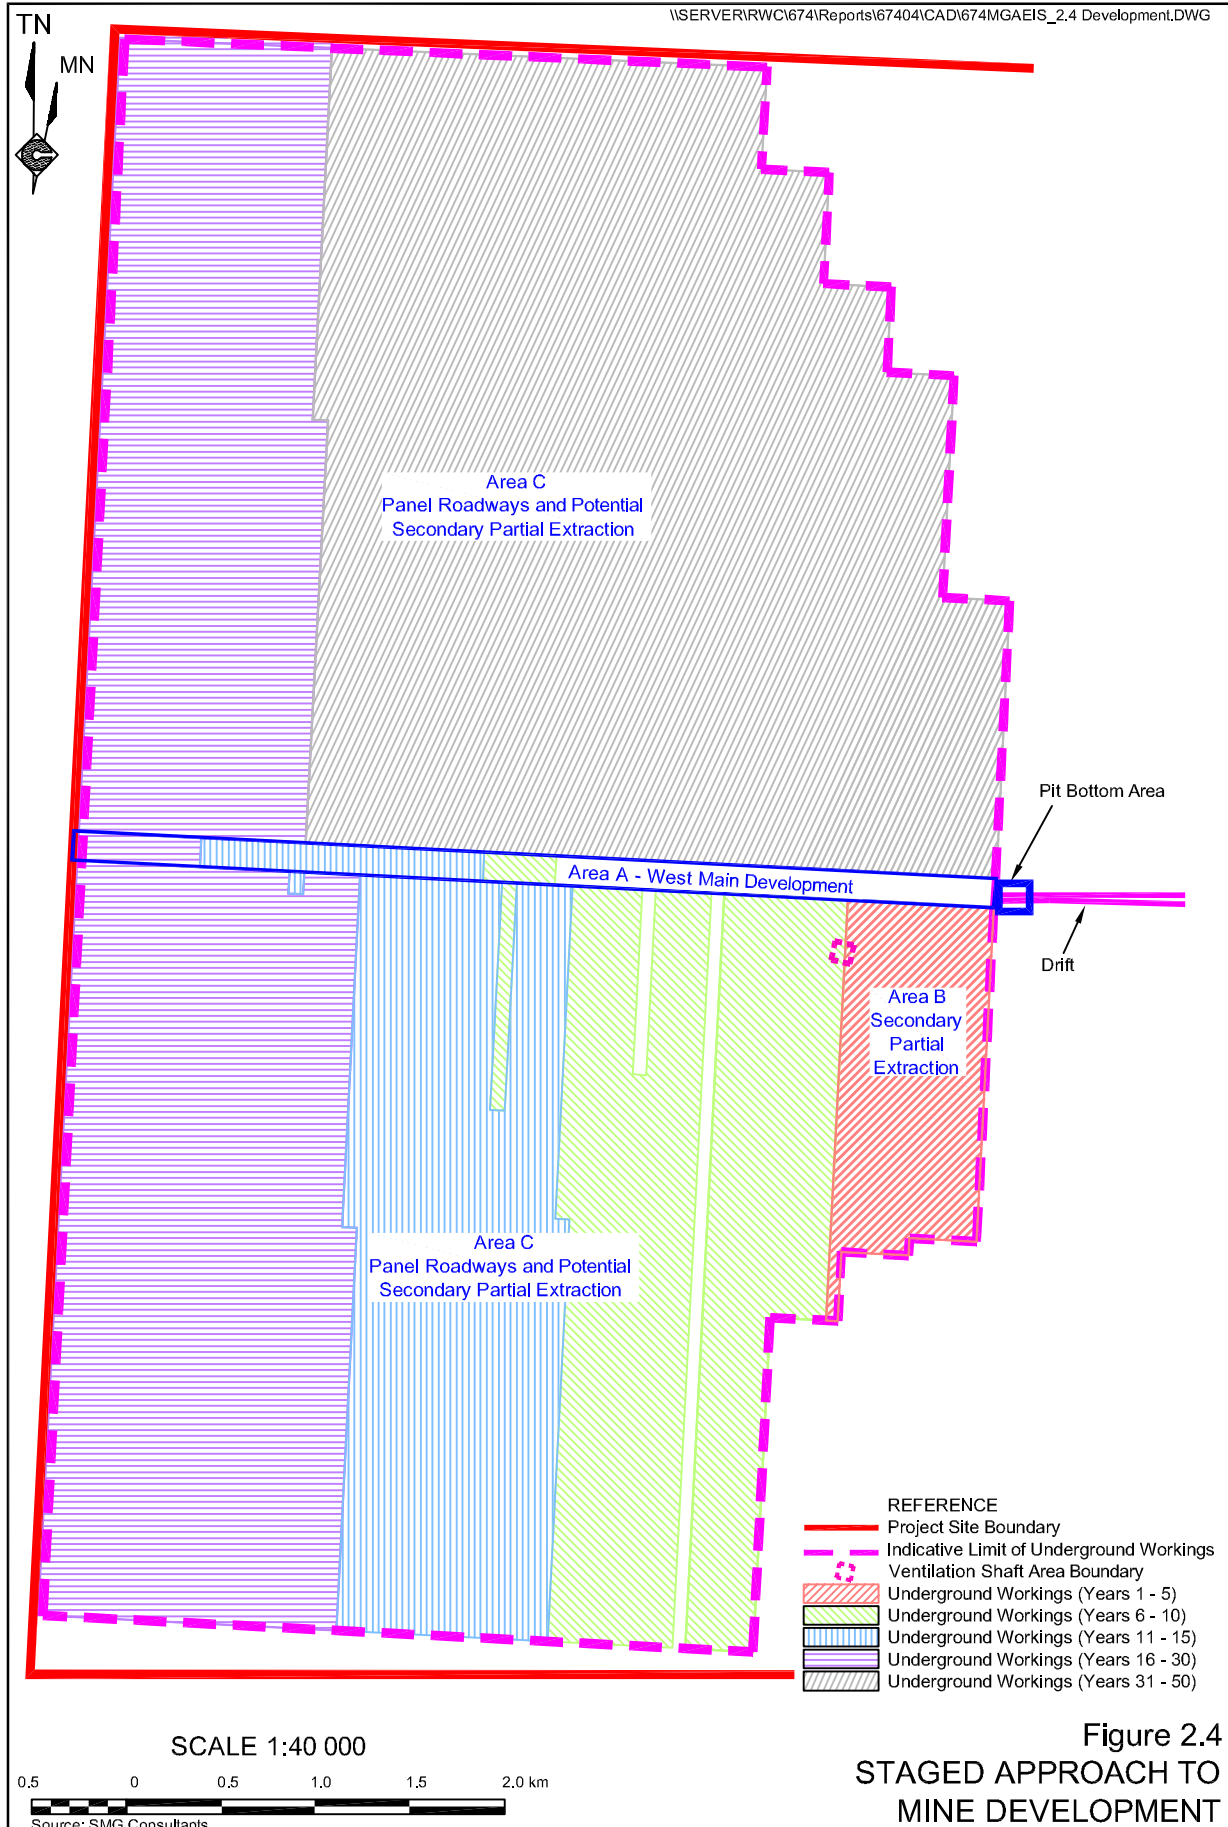 \\SERVER\RWC\674\Reports\67404\CAD\674MGAEIS_2.4 Development.DWG
TN
MN
Area C
Panel Roadways and Potential
Secondary Partial Extraction
Pit Bottom Area
Area A - West Main Development
Drift
Area B
Secondary
Partial
Extraction
Area C
Panel Roadways and Potential
Secondary Partial Extraction
REFERENCE
Project Site Boundary
Indicative Limit of Underground Workings
Ventilation Shaft Area Boundary
Underground Workings (Years 1 - 5)
Underground Workings (Years 6 - 10)
Underground Workings (Years 11 - 15)
Underground Workings (Years 16 - 30)
Underground Workings (Years 31 - 50)
SCALE 1:40 000
0.5 0 0.5 1.0 1.5 2.0 km
Source: SMG Consultants
Figure 2.4
STAGED APPROACH TO
MINE DEVELOPMENT